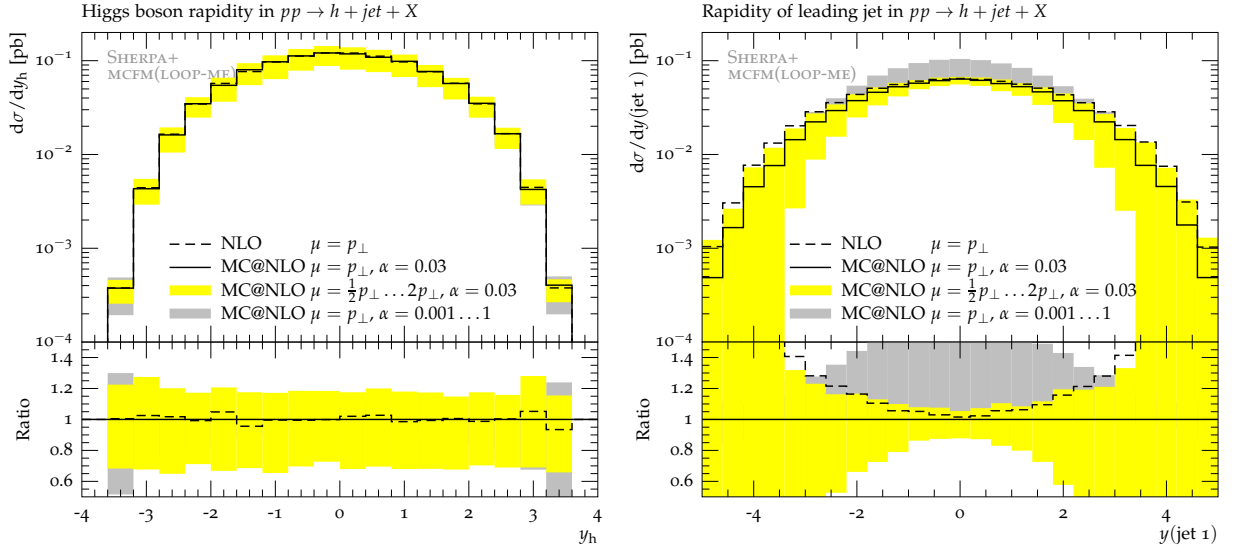 Higgs boson rapidity in pp → h + jet + X
SHERPA+
MCFM(LOOP-ME)
dσ/dy_h [pb]
10^−1
10^−2
10^−3
10^−4
NLO μ = p⊥
MC@NLO μ = p⊥, α = 0.03
MC@NLO μ = 1/2 p⊥ … 2p⊥, α = 0.03
MC@NLO μ = p⊥, α = 0.001 … 1
Ratio
1.4
1.2
1
0.8
0.6
-4 -3 -2 -1 0 1 2 3 4
y_h
Rapidity of leading jet in pp → h + jet + X
SHERPA+
MCFM(LOOP-ME)
dσ/dy(jet 1) [pb]
10^−1
10^−2
10^−3
10^−4
NLO μ = p⊥
MC@NLO μ = p⊥, α = 0.03
MC@NLO μ = 1/2 p⊥ … 2p⊥, α = 0.03
MC@NLO μ = p⊥, α = 0.001 … 1
Ratio
1.4
1.2
1
0.8
0.6
-4 -2 0 2 4
y(jet 1)